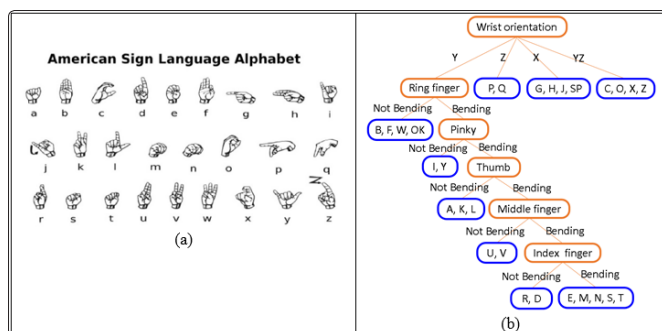 American Sign Language Alphabet
a b c d e f g h i
j k l m n o p q
r s t u v w x y z
(a)
Wrist orientation
Y Z X YZ
Ring finger P, Q G, H, J, SP C, O, X, Z
Not Bending Bending
B, F, W, OK Pinky
Not Bending Bending
I, Y Thumb
Not Bending Bending
A, K, L Middle finger
Not Bending Bending
U, V Index finger
Not Bending Bending
R, D E, M, N, S, T
(b)